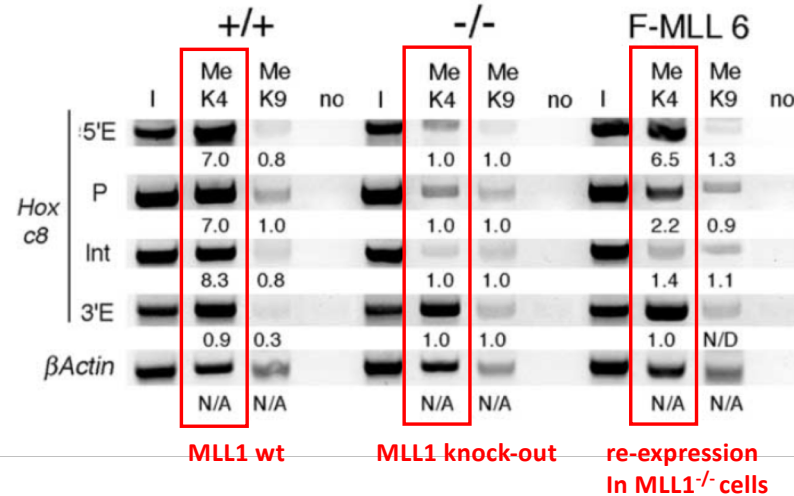 +/+ -/- F-MLL 6
Me Me Me Me Me Me
I K4 K9 no I K4 K9 no I K4 K9 no
5'E
7.0 0.8 1.0 1.0 6.5 1.3
P
7.0 1.0 1.0 1.0 2.2 0.9
Hox
c8
Int
8.3 0.8 1.0 1.0 1.4 1.1
3'E
0.9 0.3 1.0 1.0 1.0 N/D
βActin
N/A N/A N/A N/A N/A N/A
MLL1 wt MLL1 knock-out re-expression
In MLL1-/- cells